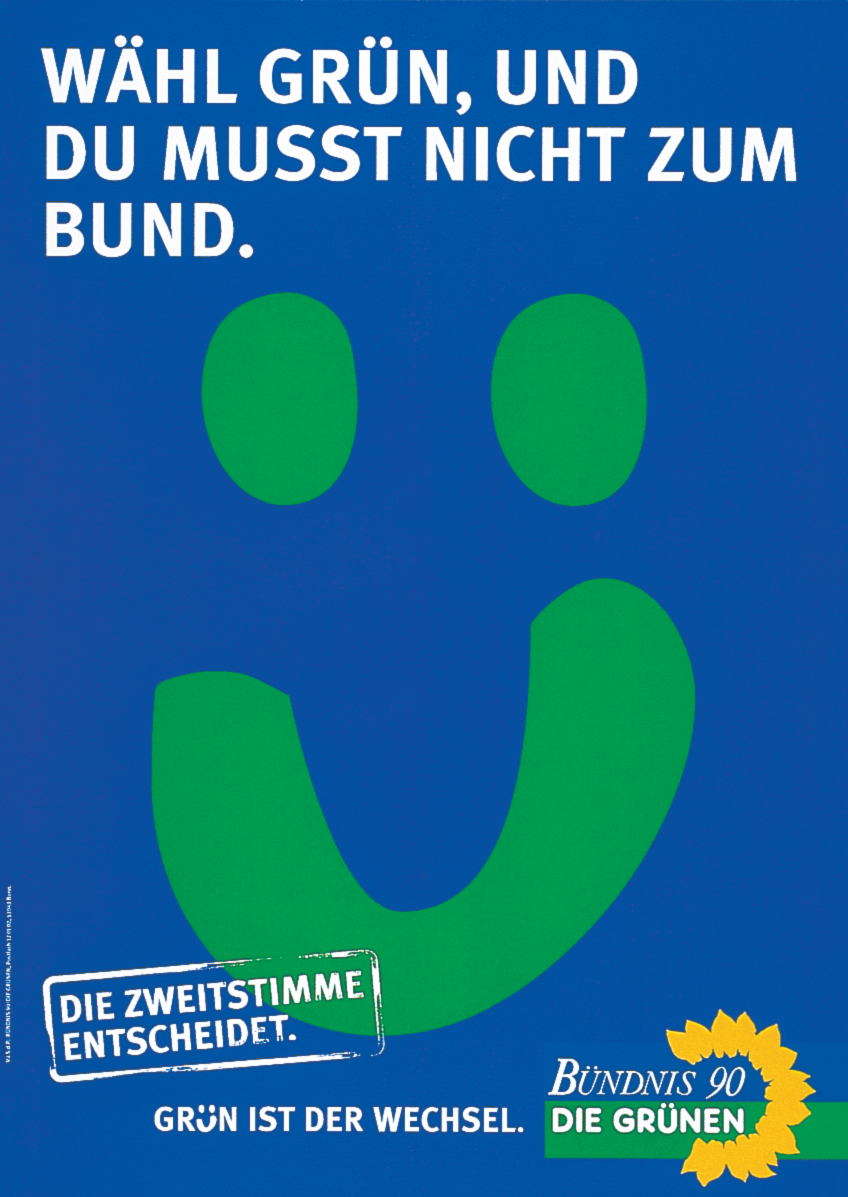 WÄHL GRÜN, UND
DU MUSST NICHT ZUM
BUND.
DIE ZWEITSTIMME
ENTSCHEIDET.
GRÜN IST DER WECHSEL.
BÜNDNIS 90
DIE GRÜNEN